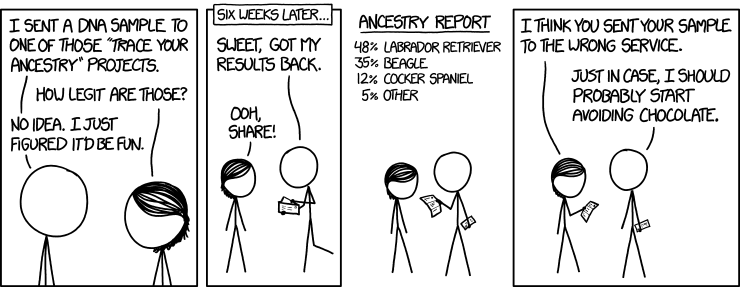 I SENT A DNA SAMPLE TO
ONE OF THOSE "TRACE YOUR
ANCESTRY" PROJECTS.
HOW LEGIT ARE THOSE?
NO IDEA. I JUST
FIGURED IT'D BE FUN.
SIX WEEKS LATER...
SWEET, GOT MY
RESULTS BACK.
OOH,
SHARE!
ANCESTRY REPORT
48% LABRADOR RETRIEVER
35% BEAGLE
12% COCKER SPANIEL
5% OTHER
I THINK YOU SENT YOUR SAMPLE
TO THE WRONG SERVICE.
JUST IN CASE, I SHOULD
PROBABLY START
AVOIDING CHOCOLATE.